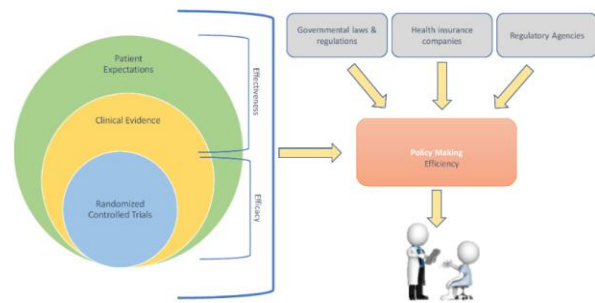 Patient
Expectations
Clinical Evidence
Randomized
Controlled Trials
Effectiveness
Efficacy
Governmental laws &
regulations
Health insurance
companies
Regulatory Agencies
Policy Making
Efficiency